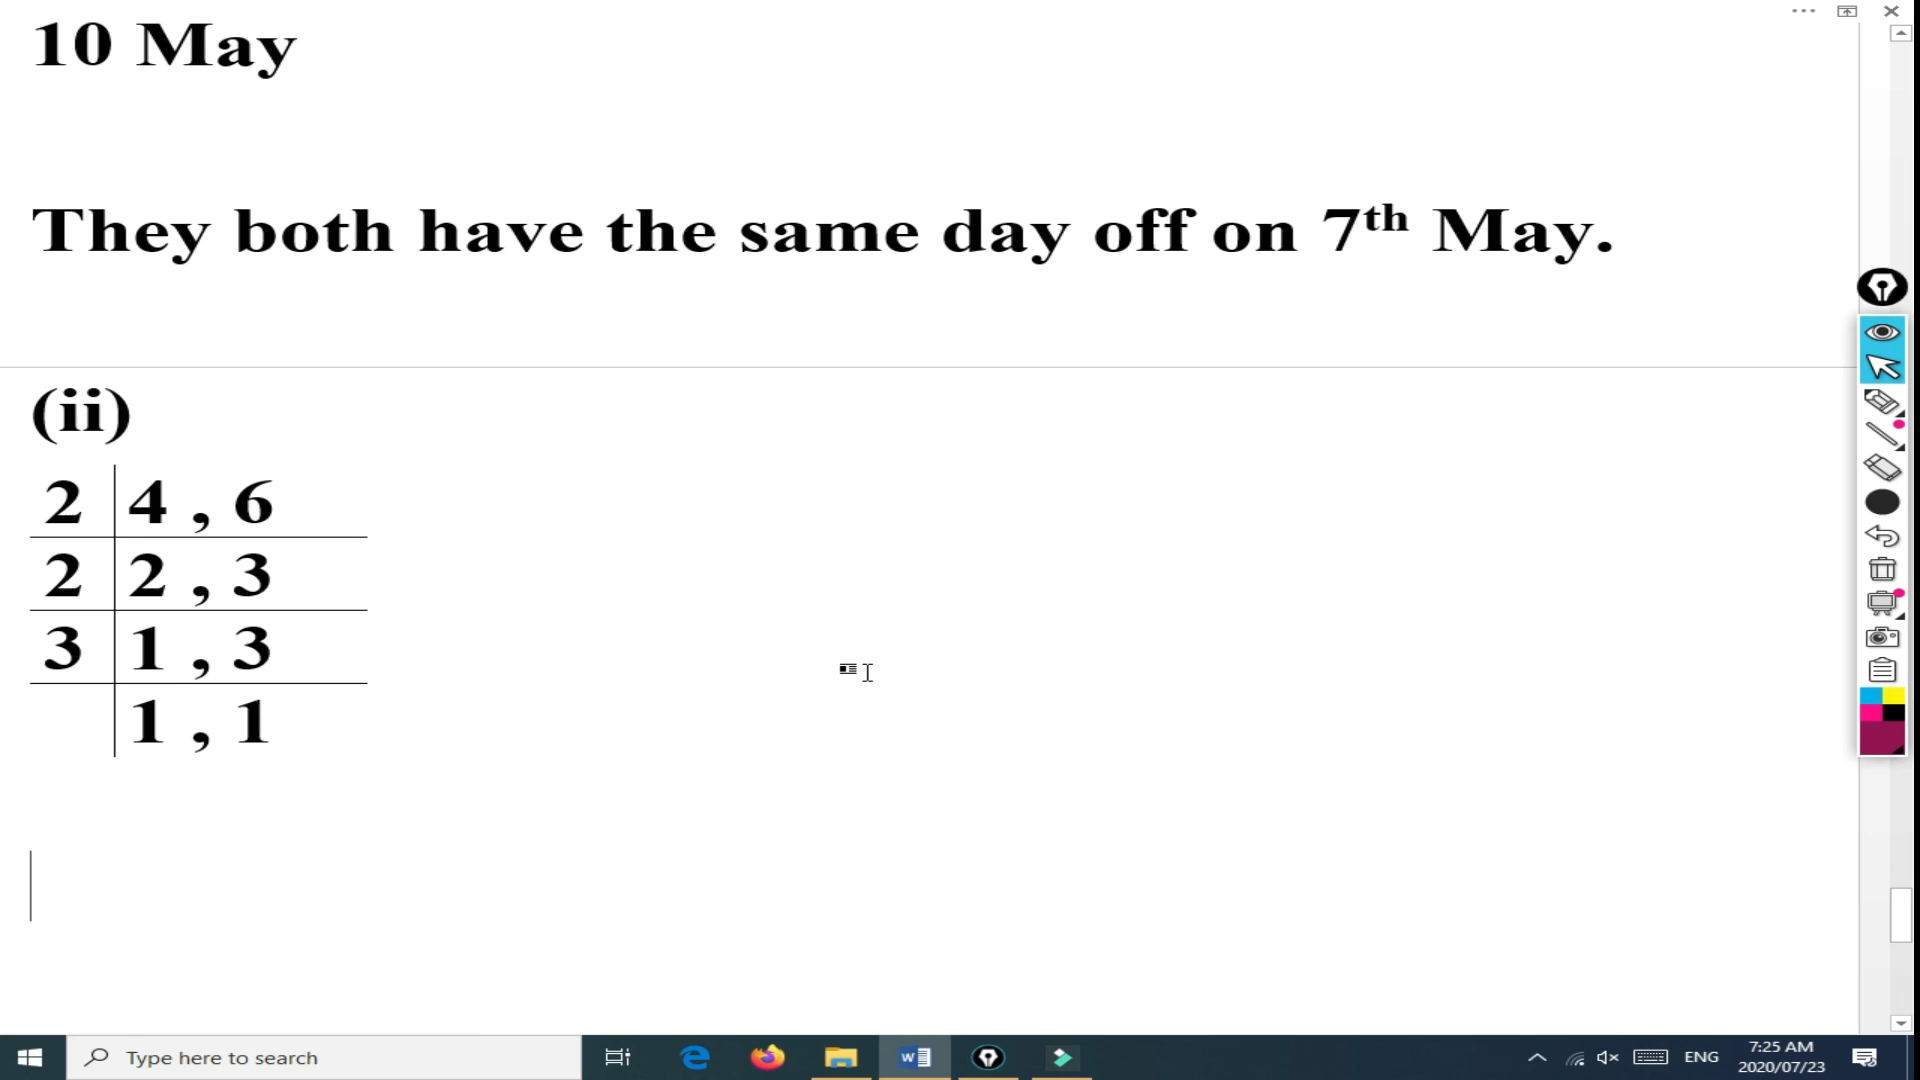 10 May
They both have the same day off on 7th May.
(ii)
2 4 , 6
2 2 , 3
3 1 , 3
1 , 1
Type here to search
ENG
7:25 AM
2020/07/23